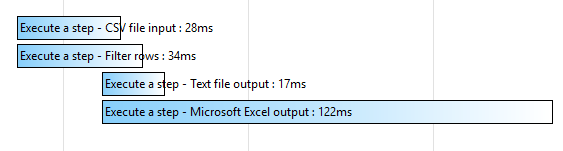 Execute a step - CSV file input : 28ms
Execute a step - Filter rows : 34ms
Execute a step - Text file output : 17ms
Execute a step - Microsoft Excel output : 122ms